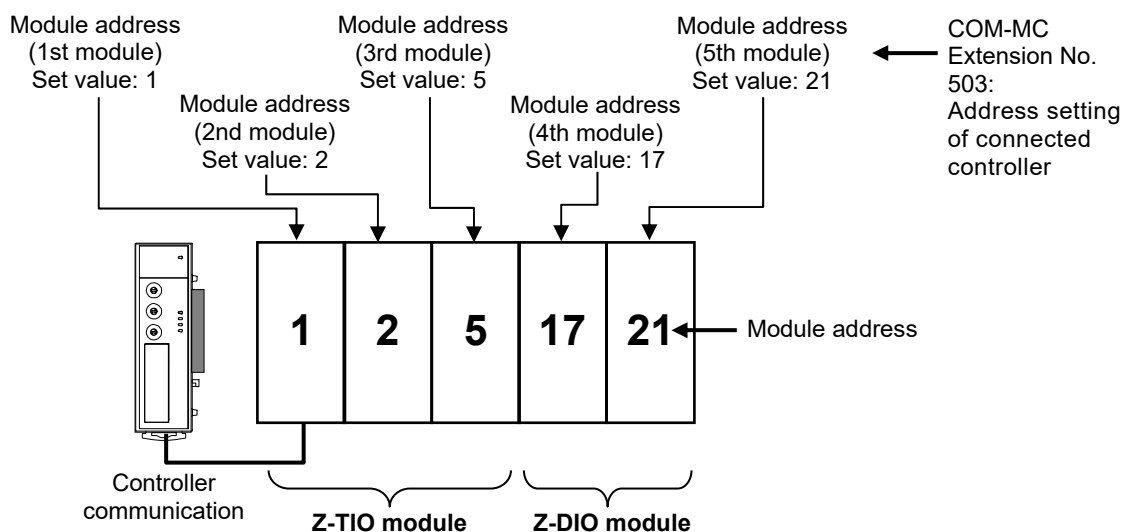 Module address
(1st module)
Set value: 1
Module address
(2nd module)
Set value: 2
Module address
(3rd module)
Set value: 5
Module address
(4th module)
Set value: 17
Module address
(5th module)
Set value: 21
COM-MC
Extension No.
503:
Address setting
of connected
controller
1
2
5
17
21
Module address
Controller
communication
Z-TIO module
Z-DIO module